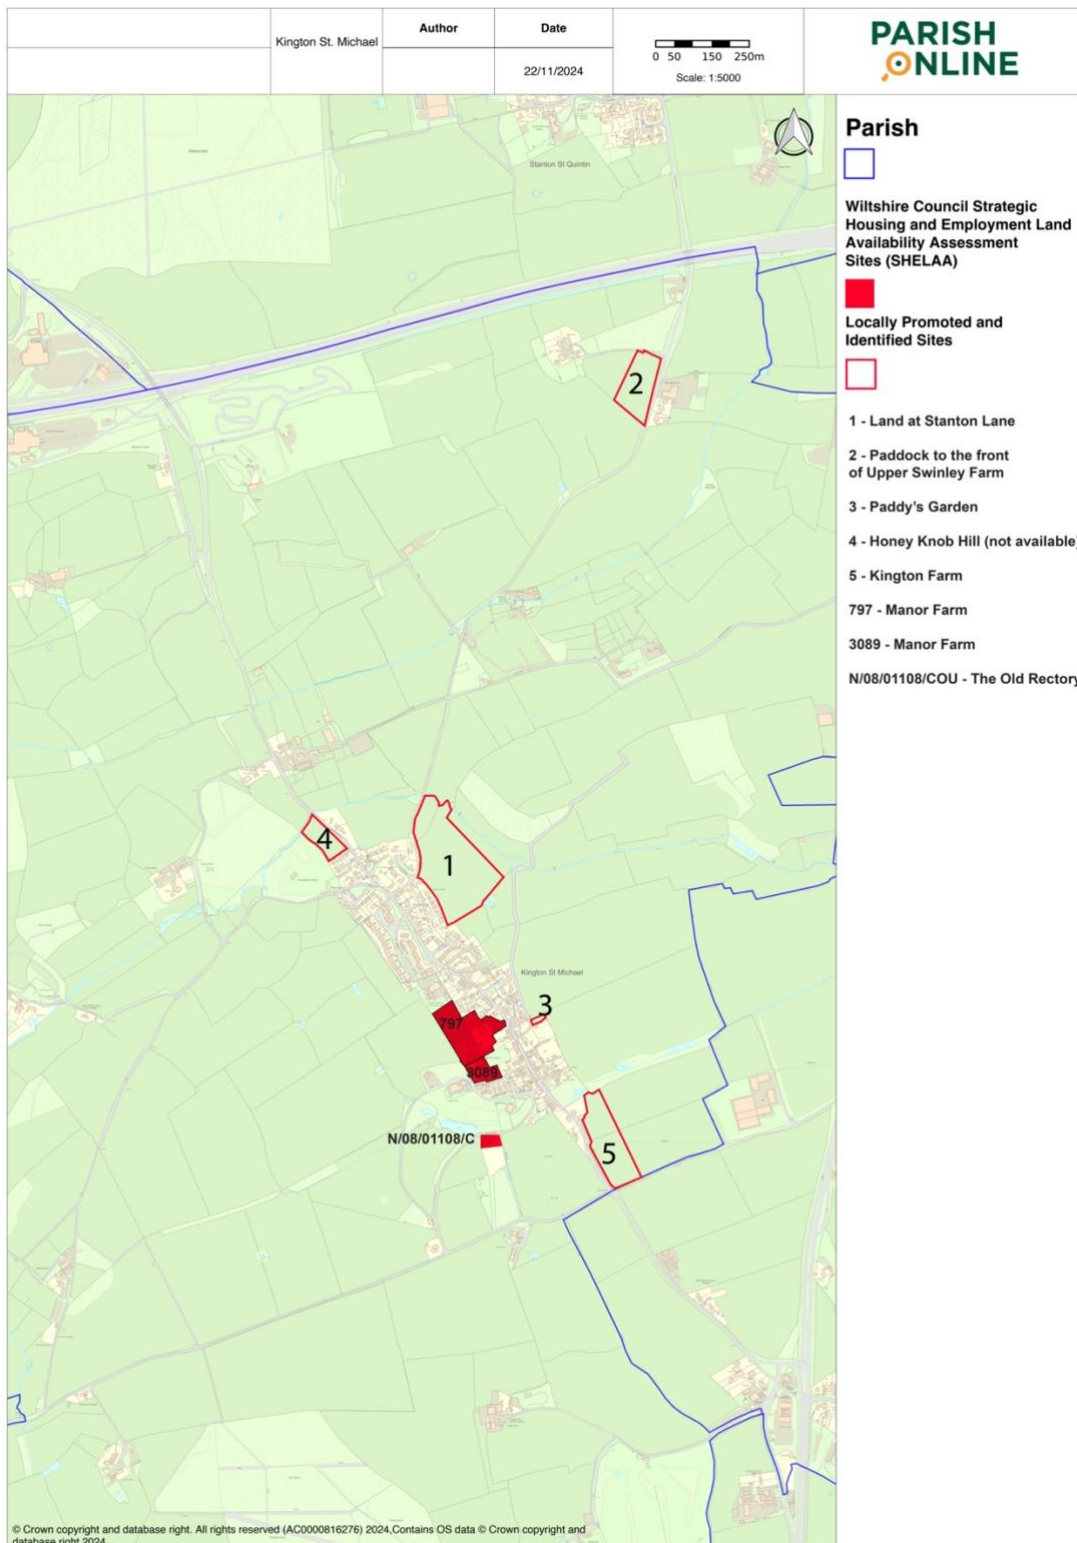 Kington St. Michael
Author
Date
22/11/2024
0 50 150 250m
Scale: 1:5000
PARISH
ONLINE
Parish
Wiltshire Council Strategic
Housing and Employment Land
Availability Assessment
Sites (SHELAA)
Locally Promoted and
Identified Sites
1 - Land at Stanton Lane
2 - Paddock to the front
of Upper Swinley Farm
3 - Paddy's Garden
4 - Honey Knob Hill (not available)
5 - Kington Farm
797 - Manor Farm
3089 - Manor Farm
N/08/01108/COU - The Old Rectory
Stanton St Quintin
2
4
1
Kington St Michael
3
797
3089
N/08/01108/C
5
© Crown copyright and database right. All rights reserved (AC0000816276) 2024,Contains OS data © Crown copyright and
database right 2024